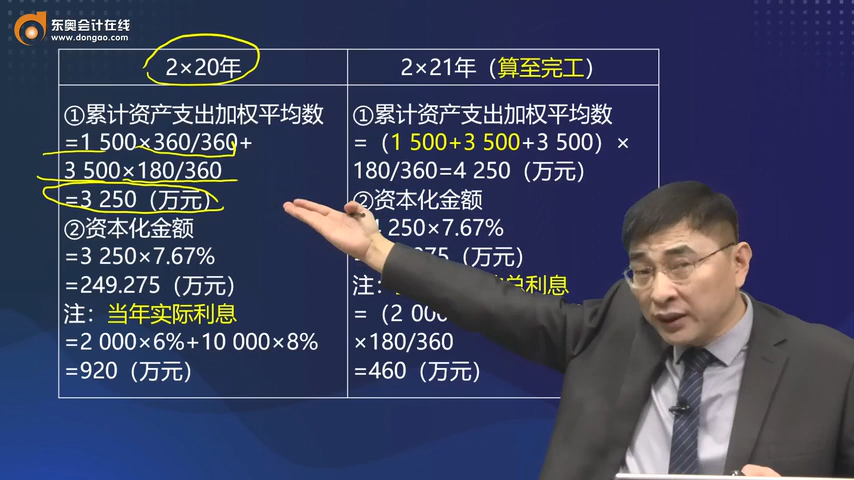 东奥会计在线
www.dongao.com
2×20年
2×21年（算至完工）
①累计资产支出加权平均数
=1 500×360/360+
3 500×180/360
=3 250（万元）
②资本化金额
=3 250×7.67%
=249.275（万元）
注：当年实际利息
=2 000×6%+10 000×8%
=920（万元）
①累计资产支出加权平均数
=（1 500+3 500+3 500）×
180/360=4 250（万元）
②资本化金额
250×7.67%
75（万元）
注：
总利息
=（2 000
×180/360
=460（万元）